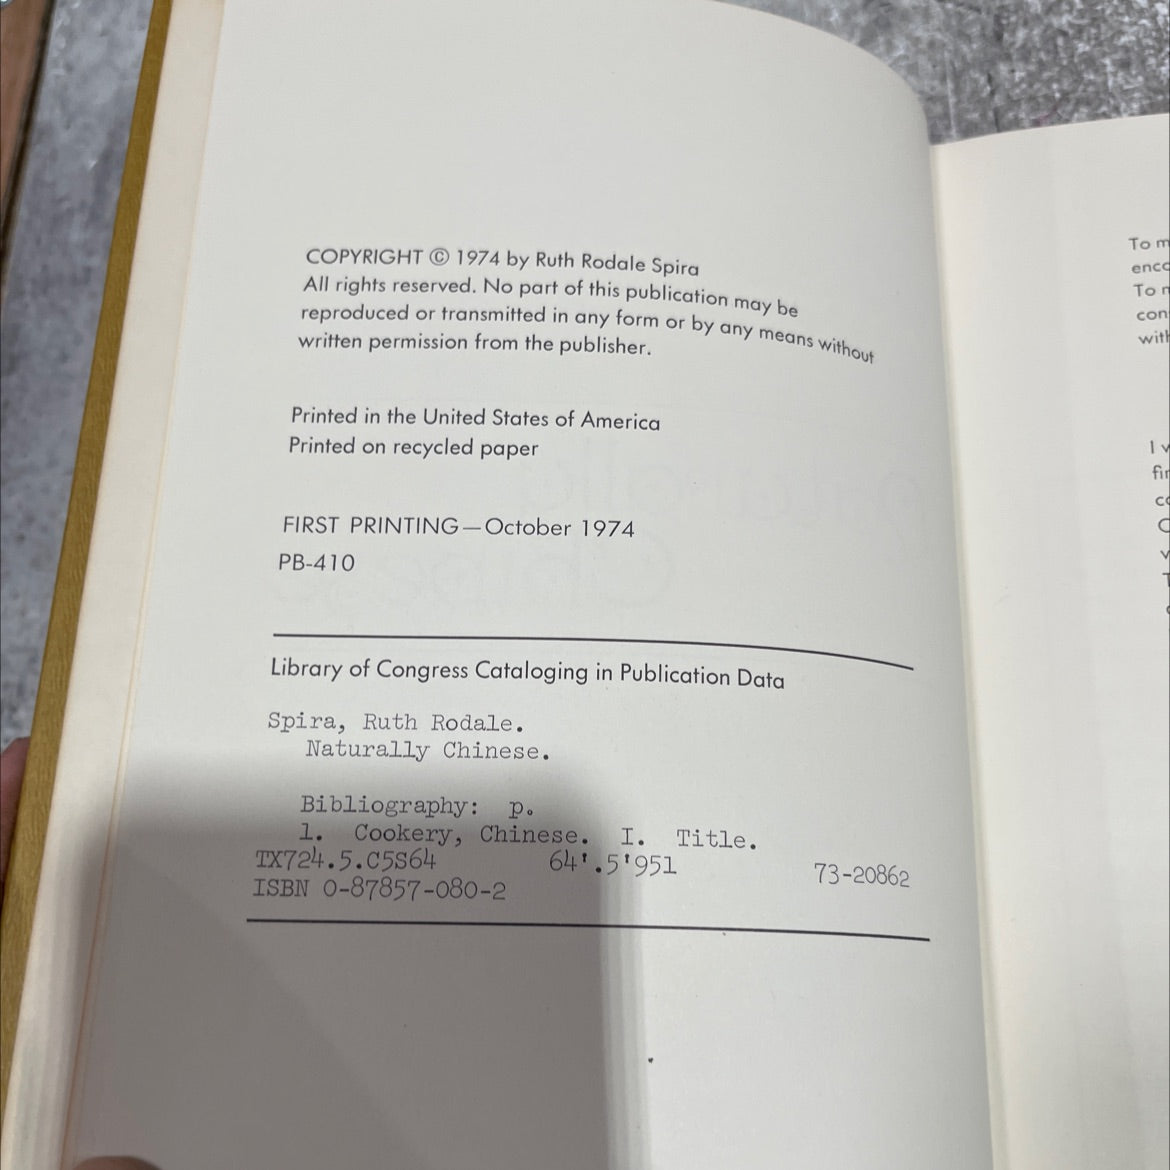 COPYRIGHT © 1974 by Ruth Rodale Spira
All rights reserved. No part of this publication may be
reproduced or transmitted in any form or by any means without
written permission from the publisher.
Printed in the United States of America
Printed on recycled paper
FIRST PRINTING—October 1974
PB-410
Library of Congress Cataloging in Publication Data
Spira, Ruth Rodale.
Naturally Chinese.
Bibliography: p.
1. Cookery, Chinese. I. Title.
TX724.5.C5S64 64'.5'951 73-20862
ISBN 0-87857-080-2
To
To
with
I